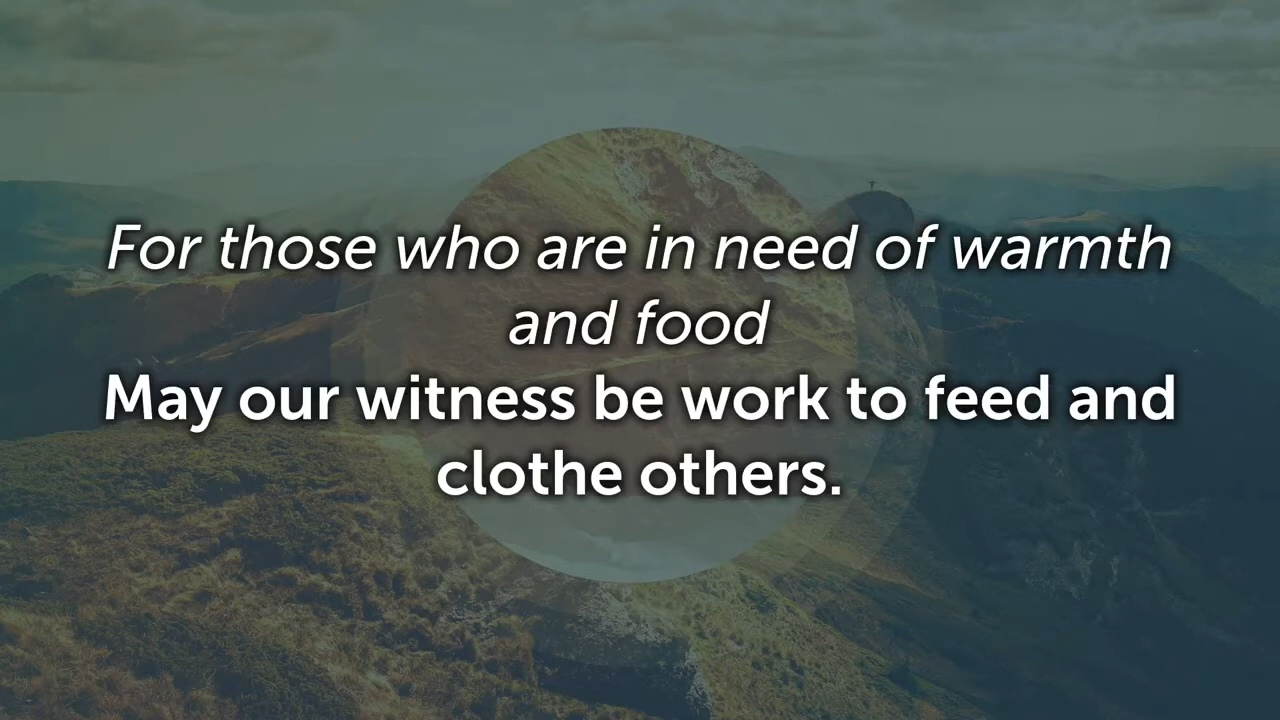 For those who are in need of warmth
and food
May our witness be work to feed and
clothe others.